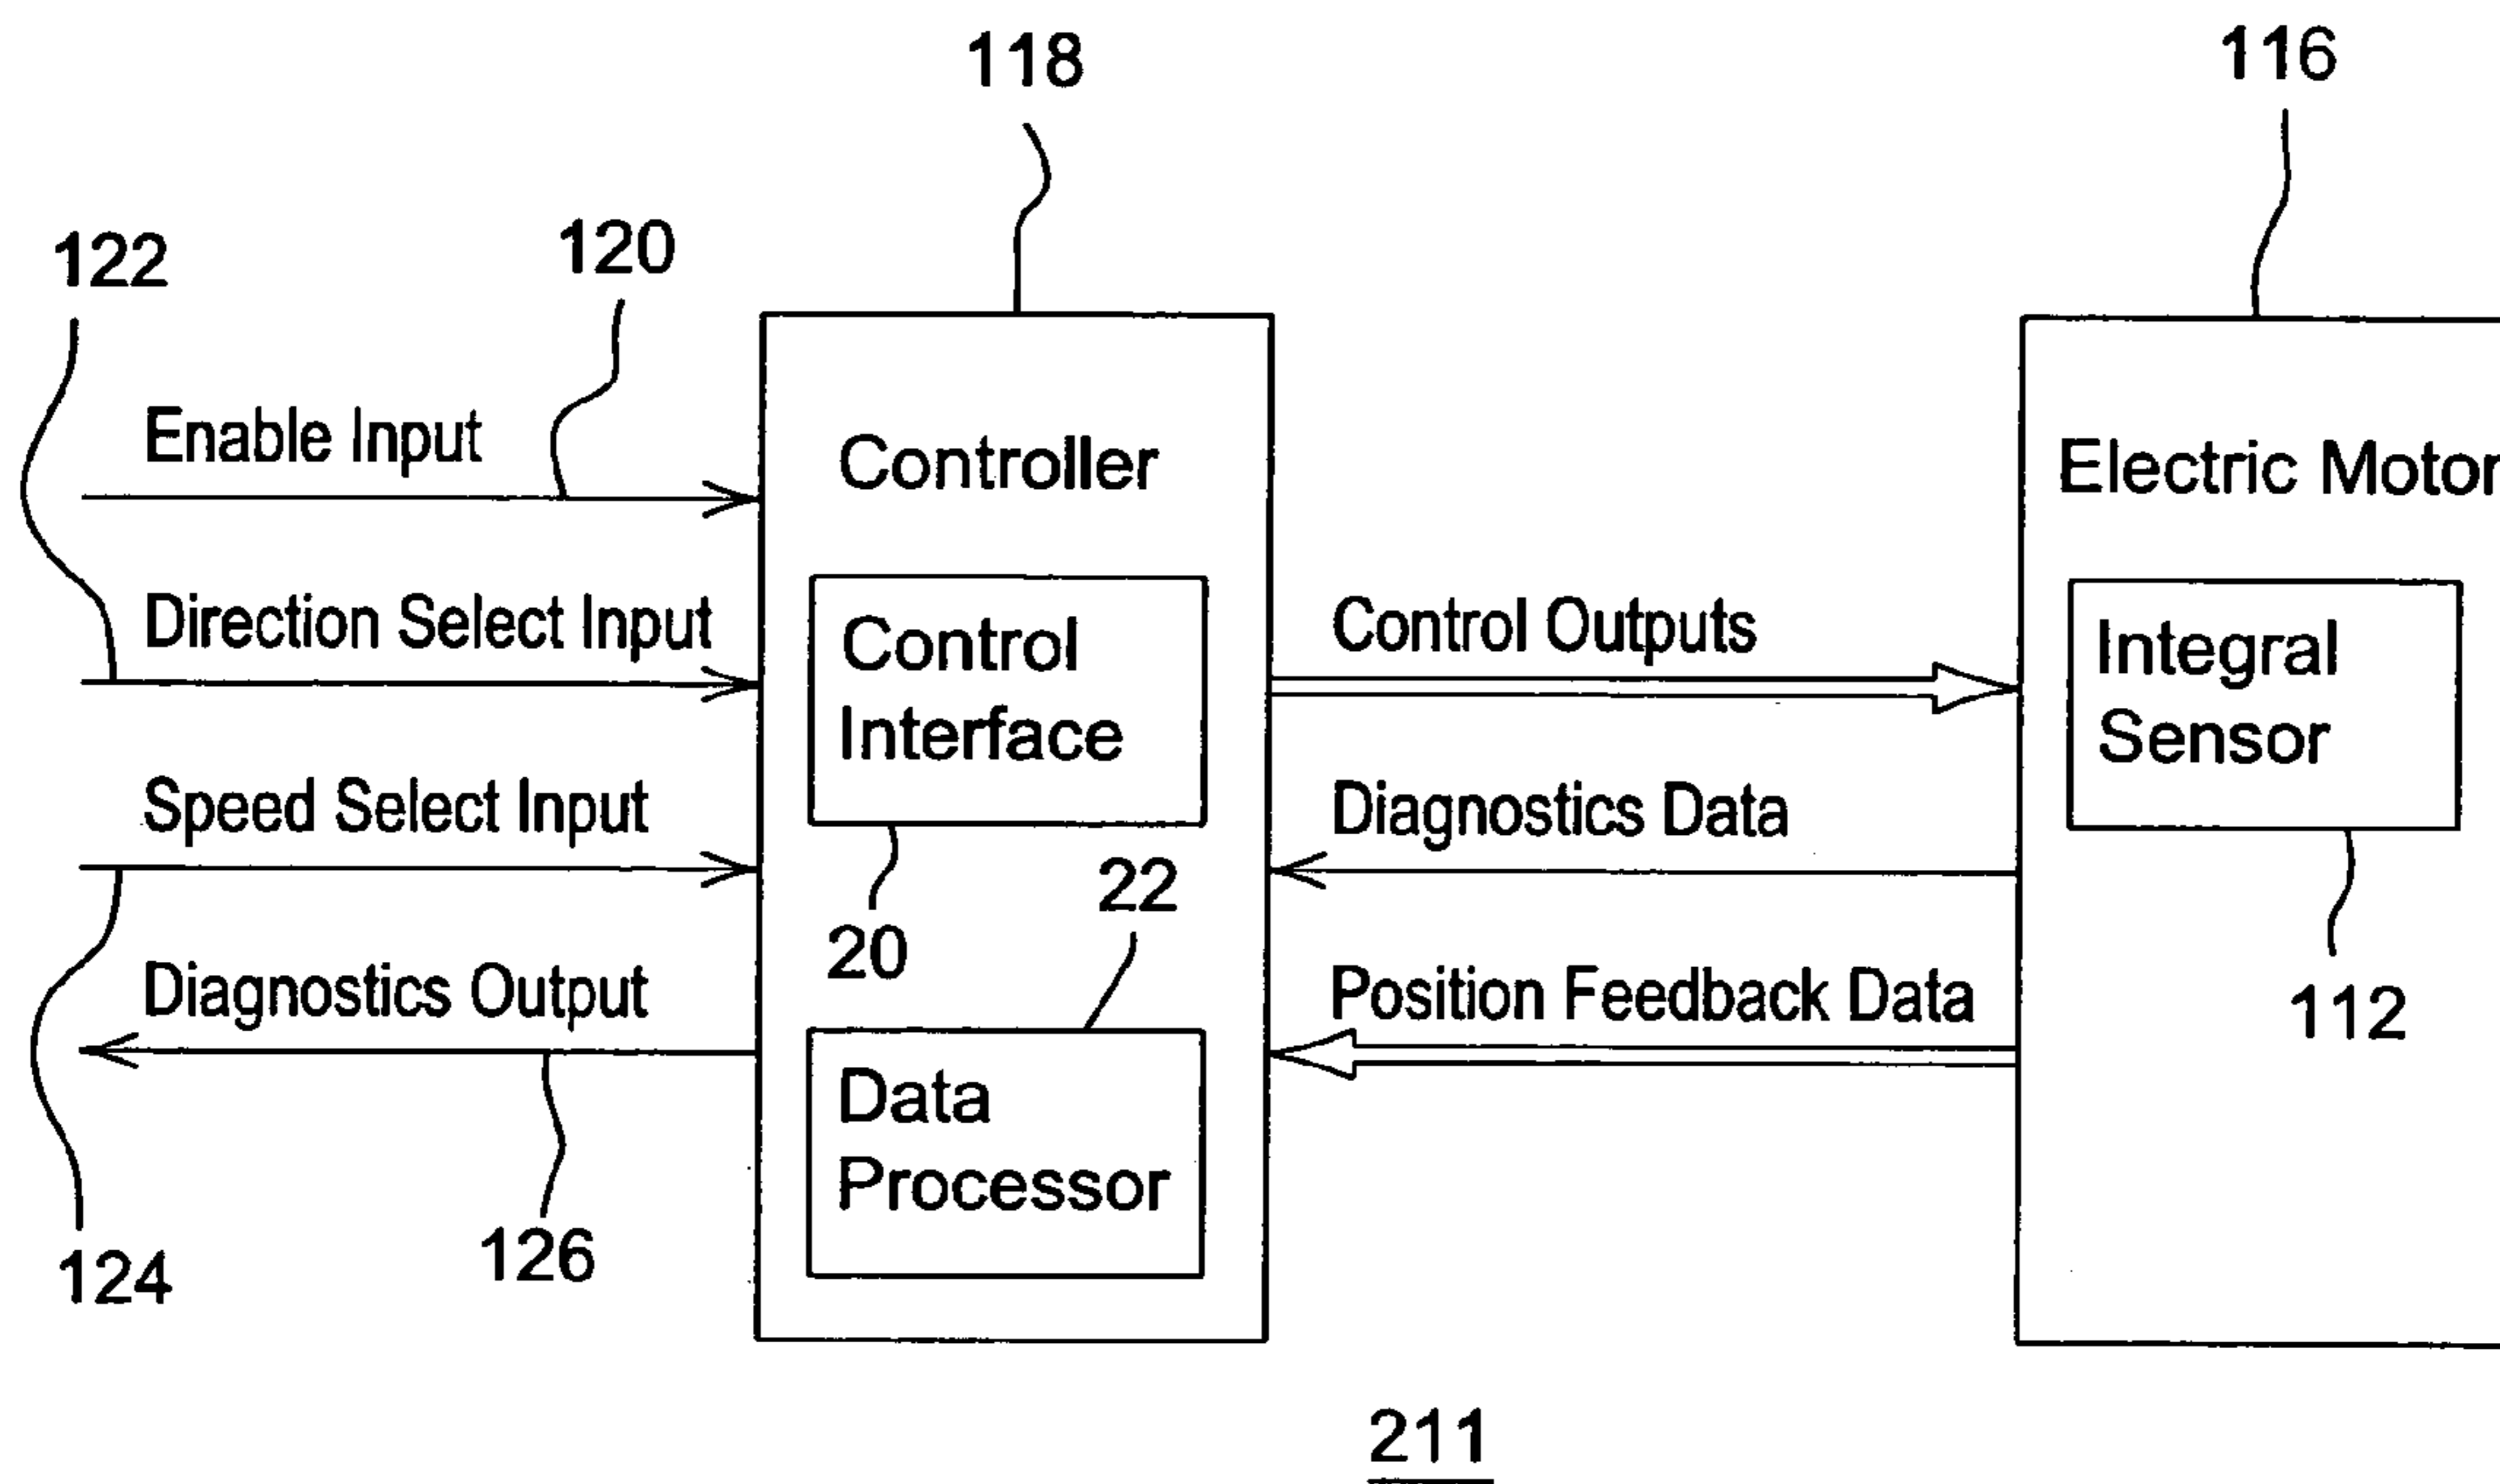 118
116
122
120
Enable Input
Controller
Electric Motor
Direction Select Input
Control
Interface
Control Outputs
Integral
Sensor
Speed Select Input
Diagnostics Data
22
20
Diagnostics Output
Position Feedback Data
112
Data
Processor
124
126
211